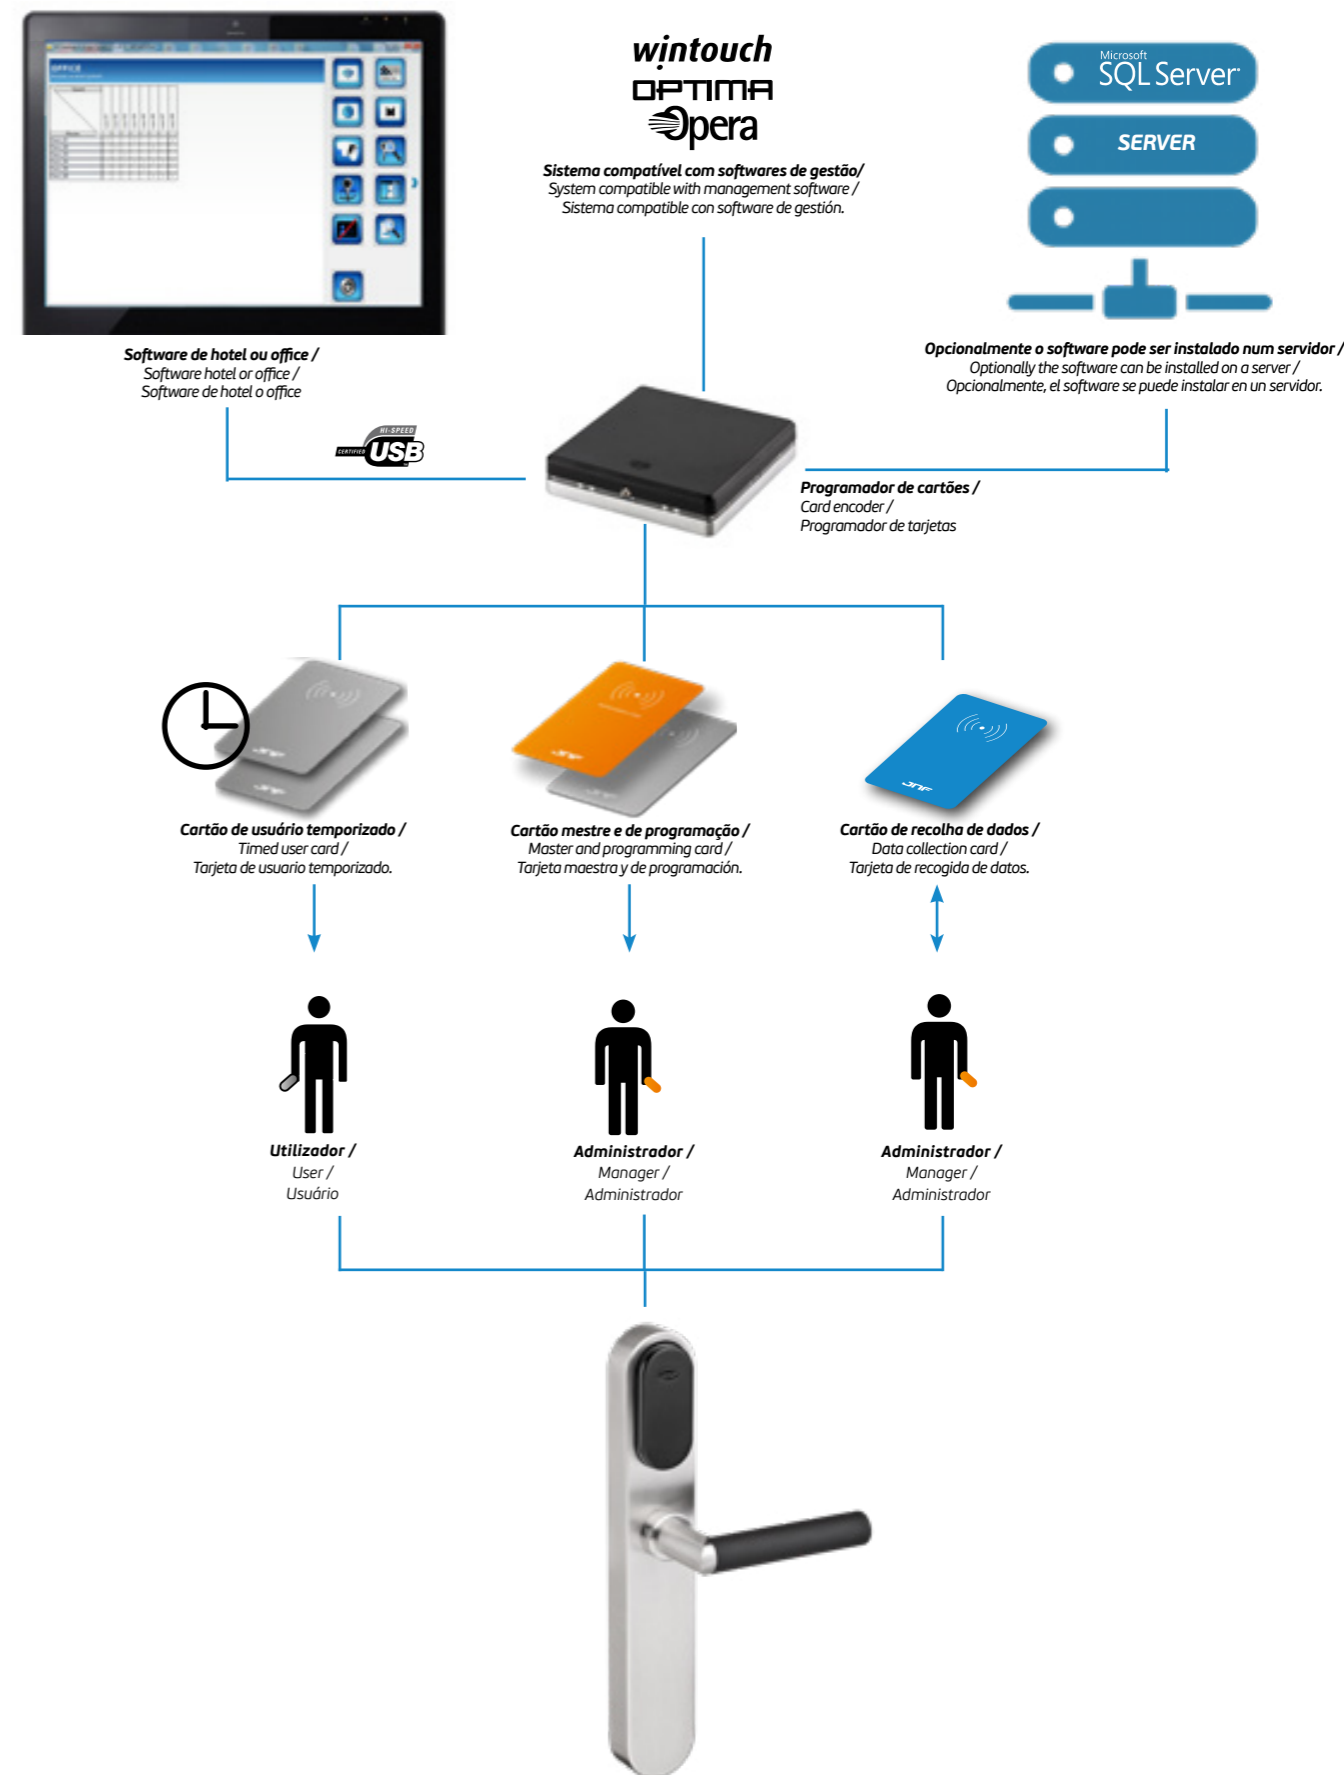 OFFICE
wintouch
OPTIMA
Opera
Sistema compatível com softwares de gestão/
System compatible with management software /
Sistema compatible con software de gestión.
Microsoft
SQL Server
SERVER
Software de hotel ou office /
Software hotel or office /
Software de hotel o office
Opcionalmente o software pode ser instalado num servidor /
Optionally the software can be installed on a server /
Opcionalmente, el software se puede instalar en un servidor.
HI-SPEED
CERTIFIED USB
Programador de cartões /
Card encoder /
Programador de tarjetas
JNF
JNF
JNF
JNF
Cartão de usuário temporizado /
Timed user card /
Tarjeta de usuario temporizado.
Cartão mestre e de programação /
Master and programming card /
Tarjeta maestra y de programación.
Cartão de recolha de dados /
Data collection card /
Tarjeta de recogida de datos.
Utilizador /
User /
Usuário
Administrador /
Manager /
Administrador
Administrador /
Manager /
Administrador